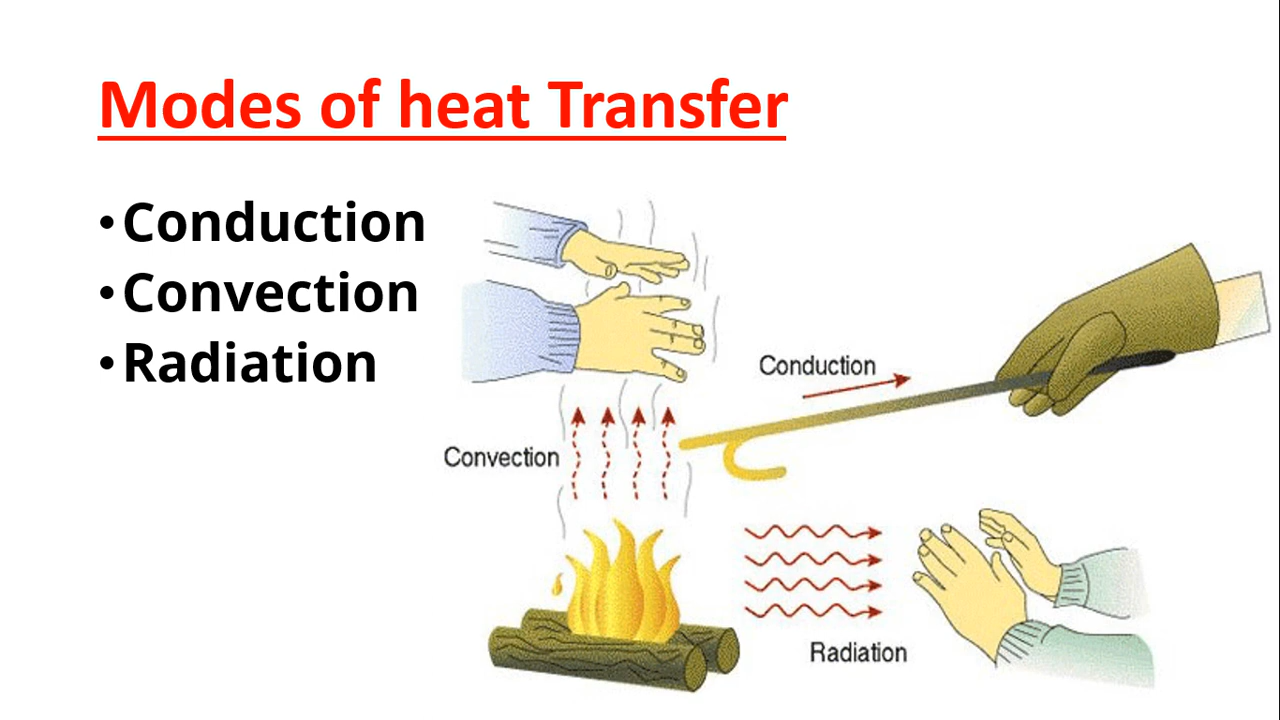 Modes of heat Transfer
•Conduction
•Convection
•Radiation
Conduction
Convection
Radiation